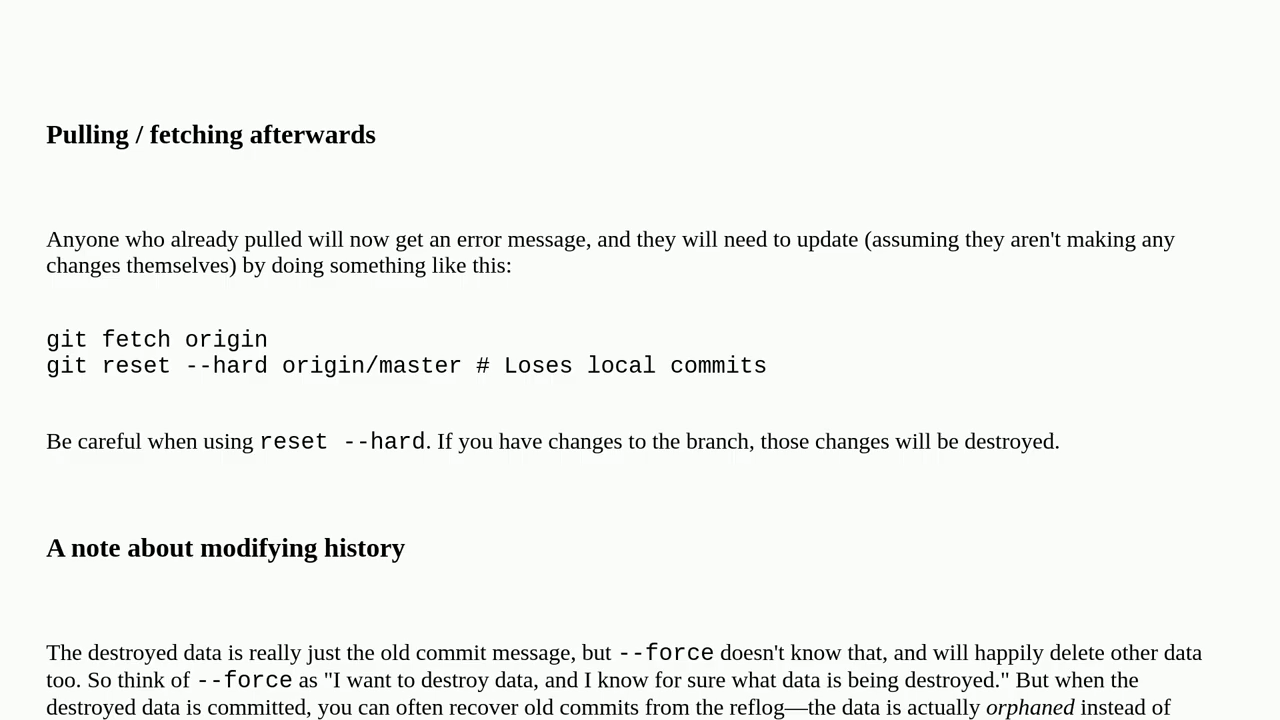 Pulling / fetching afterwards
Anyone who already pulled will now get an error message, and they will need to update (assuming they aren't making any
changes themselves) by doing something like this:
git fetch origin
git reset --hard origin/master # Loses local commits
Be careful when using reset --hard. If you have changes to the branch, those changes will be destroyed.
A note about modifying history
The destroyed data is really just the old commit message, but --force doesn't know that, and will happily delete other data
too. So think of --force as "I want to destroy data, and I know for sure what data is being destroyed." But when the
destroyed data is committed, you can often recover old commits from the reflog—the data is actually orphaned instead of